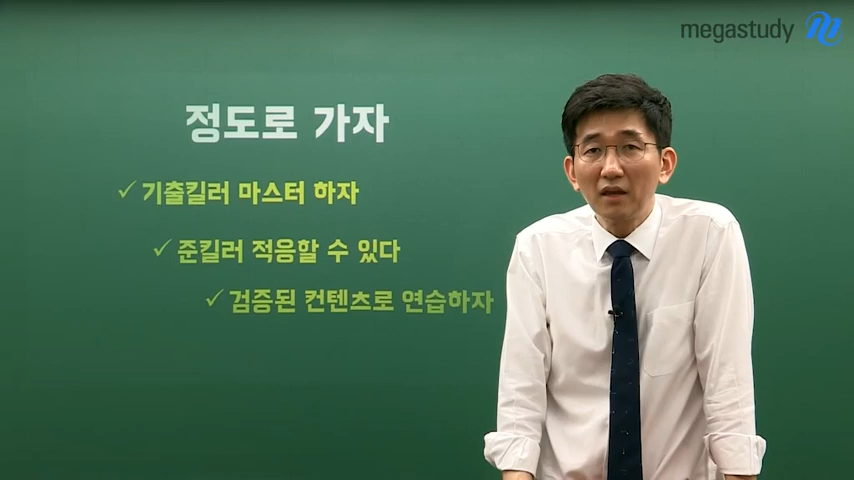 megastudy
정도로 가자
✓기출킬러 마스터 하자
✓준킬러 적응할 수 있다
✓검증된 컨텐츠로 연습하자